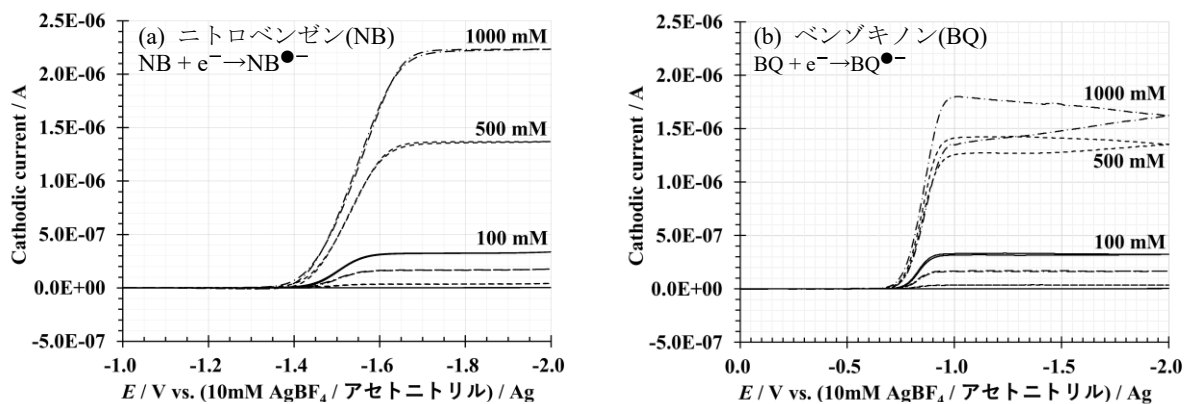 (a) ニトロベンゼン(NB)
NB + e⁻→NB●−
1000 mM
500 mM
100 mM
Cathodic current / A
2.5E-06
2.0E-06
1.5E-06
1.0E-06
5.0E-07
0.0E+00
-5.0E-07
-1.0 -1.2 -1.4 -1.6 -1.8 -2.0
E / V vs. (10mM AgBF₄ / アセトニトリル) / Ag
(b) ベンゾキノン(BQ)
BQ + e⁻→BQ●−
1000 mM
500 mM
100 mM
Cathodic current / A
2.5E-06
2.0E-06
1.5E-06
1.0E-06
5.0E-07
0.0E+00
-5.0E-07
0.0 -0.5 -1.0 -1.5 -2.0
E / V vs. (10mM AgBF₄ / アセトニトリル) / Ag